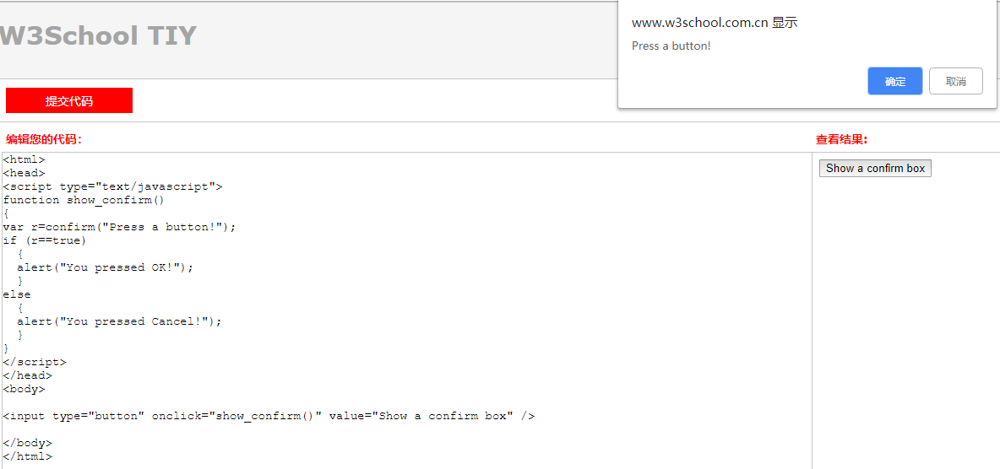 W3School TIY
www.w3school.com.cn 显示
Press a button!
确定
取消
提交代码
编辑您的代码：
查看结果:
<html>
<head>
<script type="text/javascript">
function show_confirm()
{
var r=confirm("Press a button!");
if (r==true)
  {
  alert("You pressed OK!");
  }
else
  {
  alert("You pressed Cancel!");
  }
}
</script>
</head>
<body>

<input type="button" onclick="show_confirm()" value="Show a confirm box" />

</body>
</html>
Show a confirm box